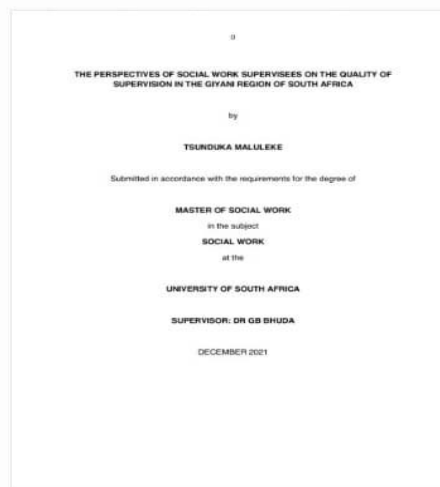 0
THE PERSPECTIVES OF SOCIAL WORK SUPERVISEES ON THE QUALITY OF
SUPERVISION IN THE GIYANI REGION OF SOUTH AFRICA
by
TSUNDUKA MALULEKE
Submitted in accordance with the requirements for the degree of
MASTER OF SOCIAL WORK
in the subject
SOCIAL WORK
at the
UNIVERSITY OF SOUTH AFRICA
SUPERVISOR: DR GB BHUDA
DECEMBER 2021